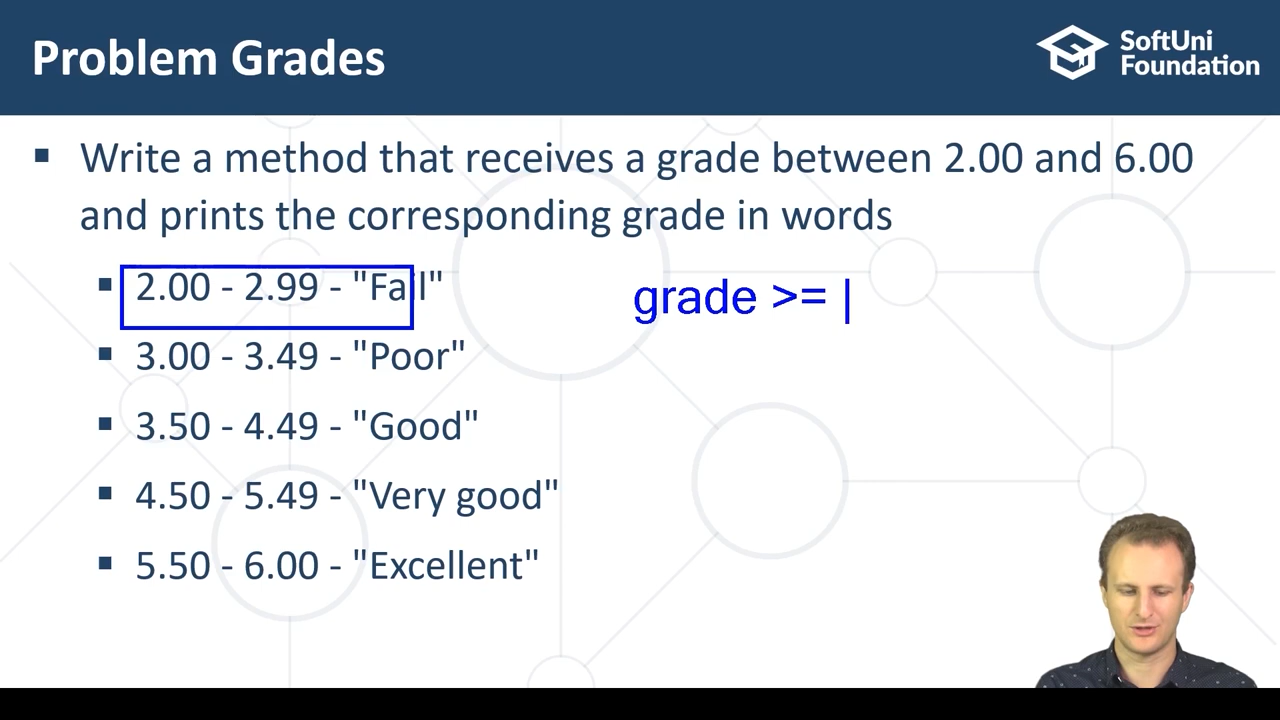 Problem Grades
SoftUni
Foundation
▪ Write a method that receives a grade between 2.00 and 6.00
and prints the corresponding grade in words
▪ 2.00 - 2.99 - "Fail"
grade >= |
▪ 3.00 - 3.49 - "Poor"
▪ 3.50 - 4.49 - "Good"
▪ 4.50 - 5.49 - "Very good"
▪ 5.50 - 6.00 - "Excellent"